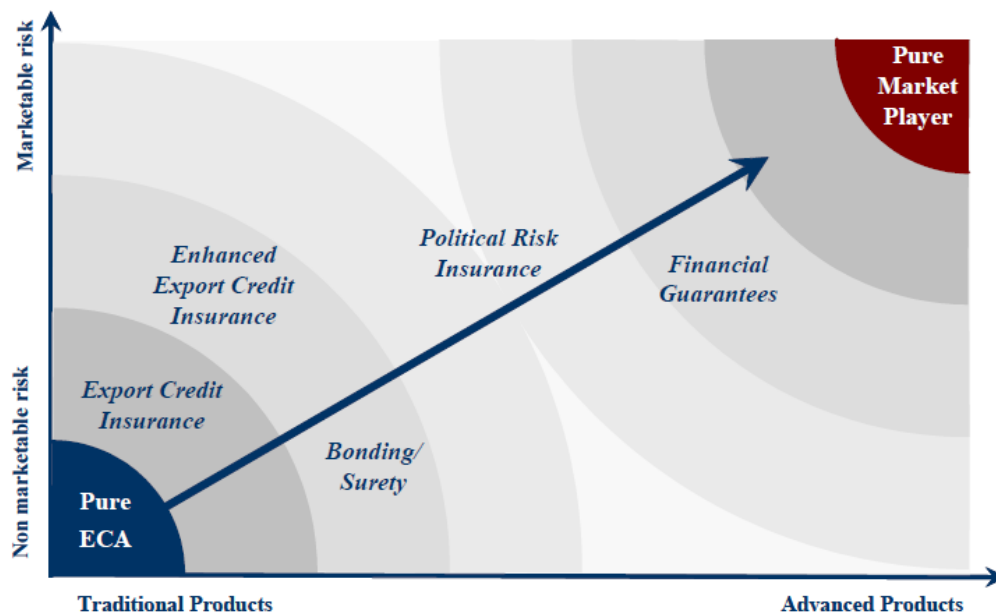 Marketable risk
Non marketable risk
Pure
Market
Player
Political Risk
Insurance
Enhanced
Export Credit
Insurance
Financial
Guarantees
Export Credit
Insurance
Bonding/
Surety
Pure
ECA
Traditional Products
Advanced Products